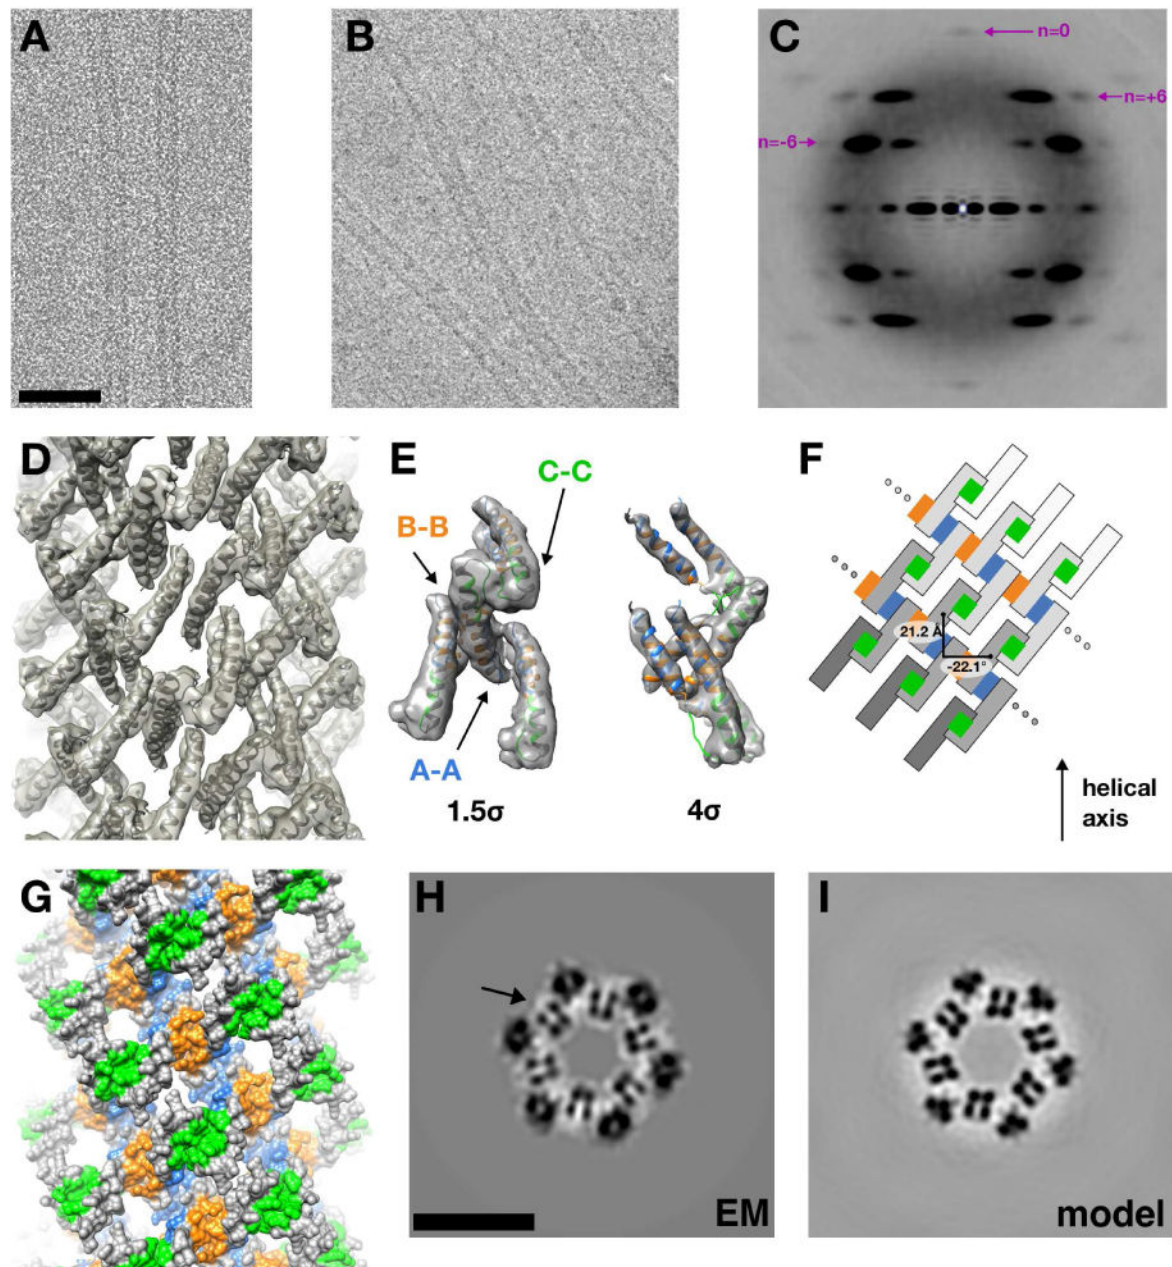 A
B
C
n=0
n=+6
n=-6
D
E
C-C
B-B
A-A
1.5σ
4σ
F
21.2 Å
-22.1°
helical
axis
G
H
EM
I
model